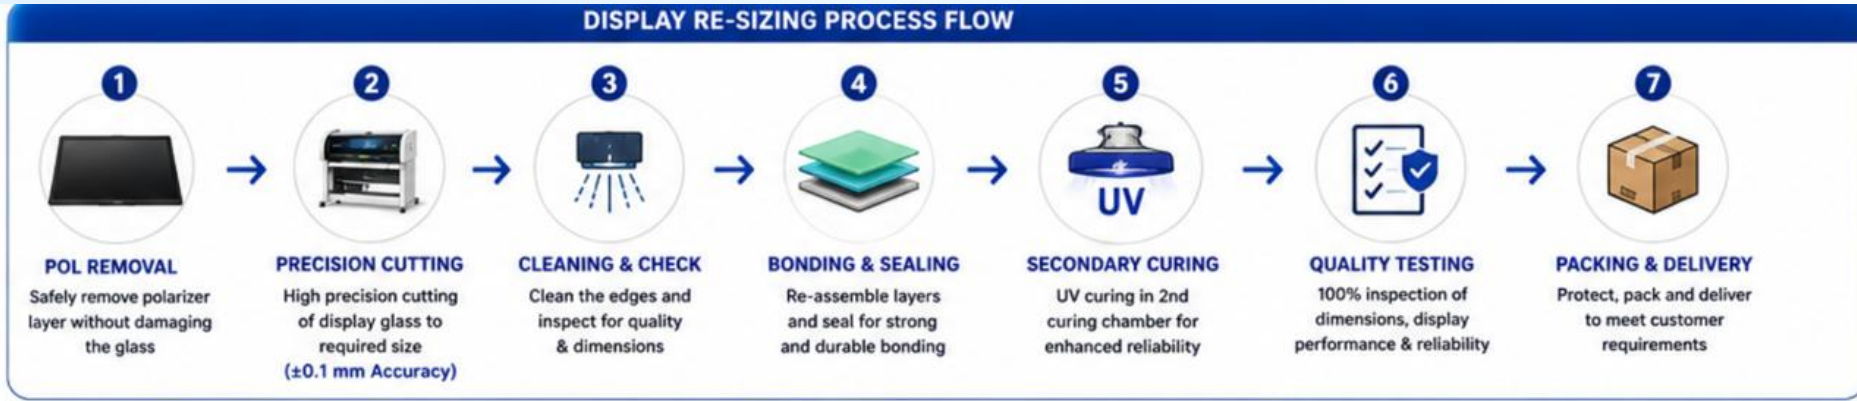 DISPLAY RE-SIZING PROCESS FLOW
1
POL REMOVAL
Safely remove polarizer
layer without damaging
the glass
2
PRECISION CUTTING
High precision cutting
of display glass to
required size
(±0.1 mm Accuracy)
3
CLEANING & CHECK
Clean the edges and
inspect for quality
& dimensions
4
BONDING & SEALING
Re-assemble layers
and seal for strong
and durable bonding
5
UV
SECONDARY CURING
UV curing in 2nd
curing chamber for
enhanced reliability
6
QUALITY TESTING
100% inspection of
dimensions, display
performance & reliability
7
PACKING & DELIVERY
Protect, pack and deliver
to meet customer
requirements